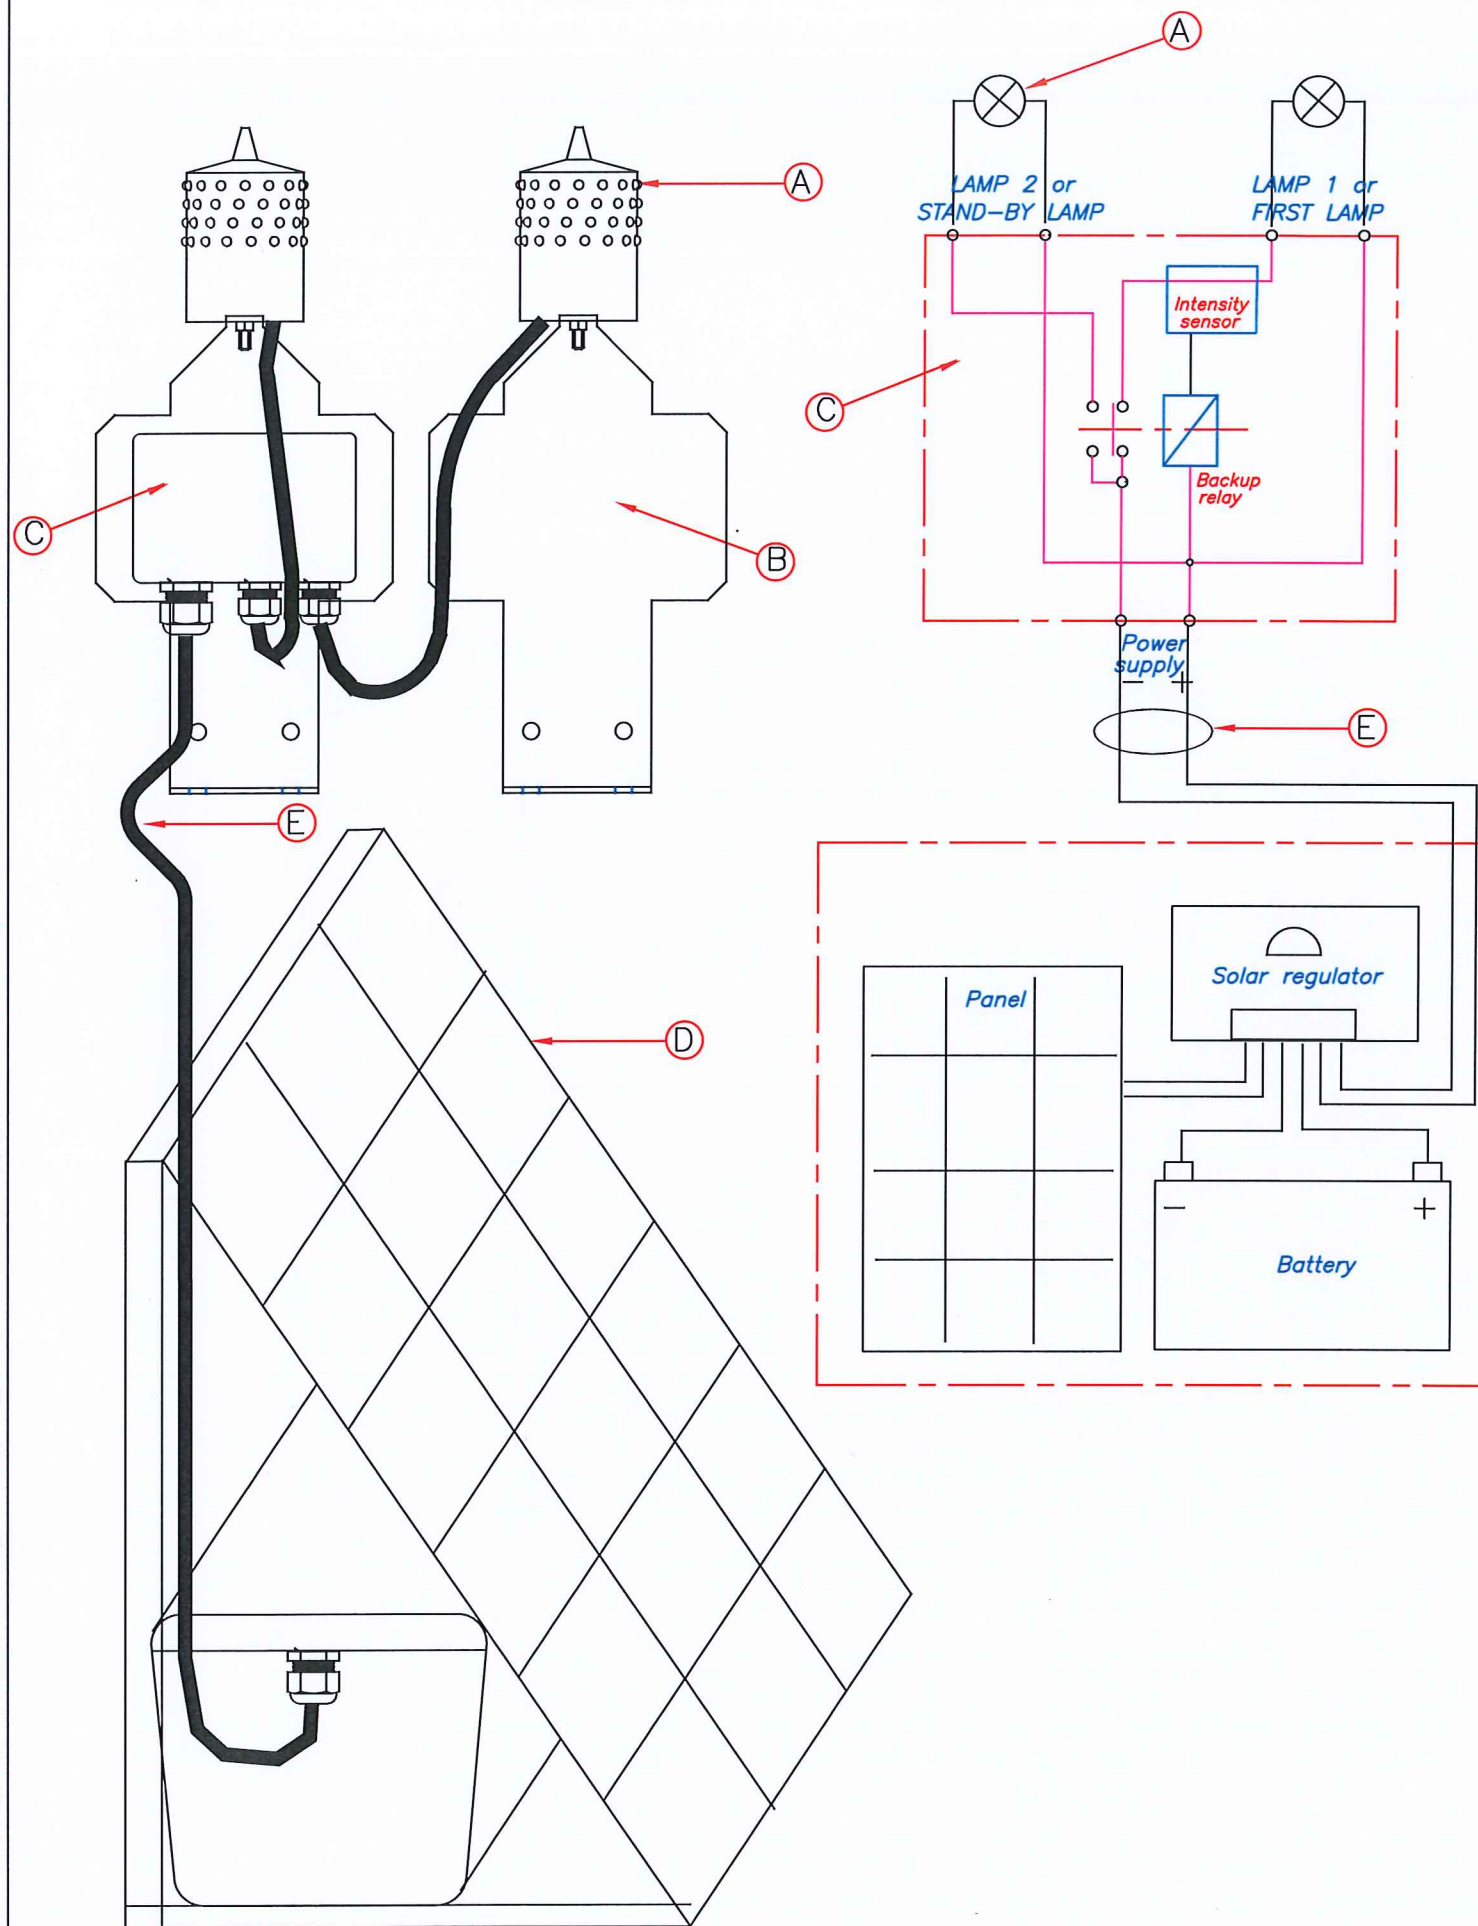 A
A
LAMP 2 or
STAND-BY LAMP
LAMP 1 or
FIRST LAMP
Intensity
sensor
C
C
Backup
relay
B
Power
supply
- +
E
E
D
Solar regulator
Panel
- +
Battery